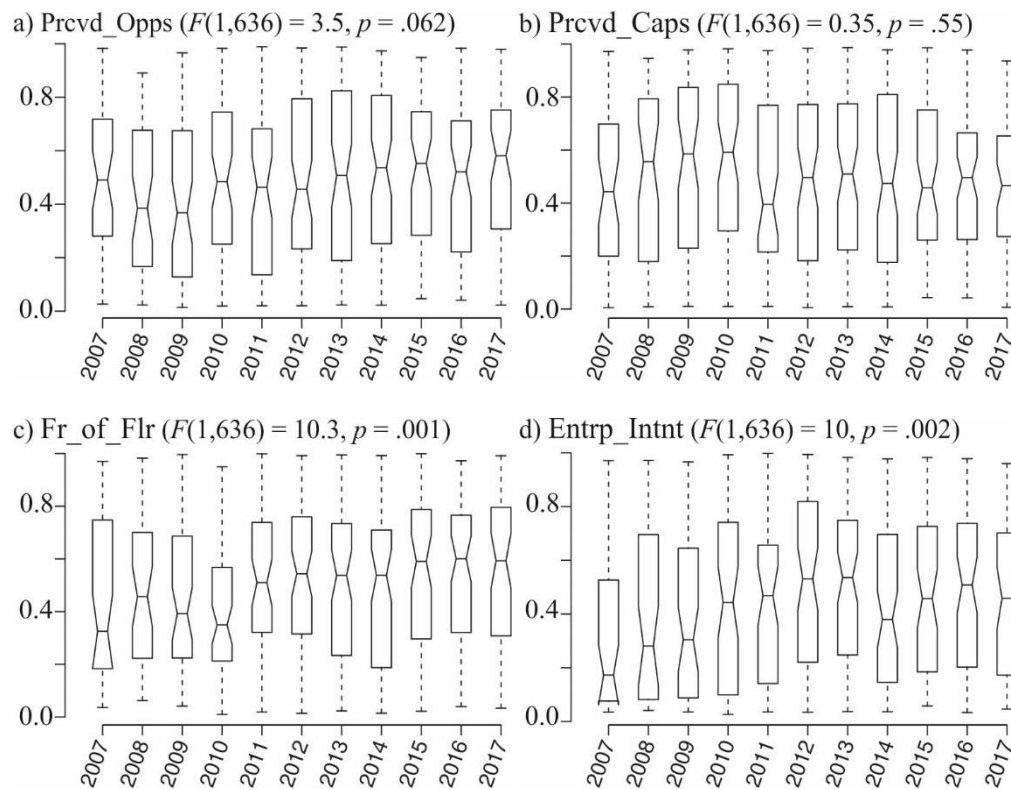 a) Prcvd_Opps (F(1,636) = 3.5, p = .062)
0.8
0.4
0.0
2007 2008 2009 2010 2011 2012 2013 2014 2015 2016 2017
b) Prcvd_Caps (F(1,636) = 0.35, p = .55)
0.8
0.4
0.0
2007 2008 2009 2010 2011 2012 2013 2014 2015 2016 2017
c) Fr_of_Flr (F(1,636) = 10.3, p = .001)
0.8
0.4
0.0
2007 2008 2009 2010 2011 2012 2013 2014 2015 2016 2017
d) Entrp_Intnt (F(1,636) = 10, p = .002)
0.8
0.4
0.0
2007 2008 2009 2010 2011 2012 2013 2014 2015 2016 2017